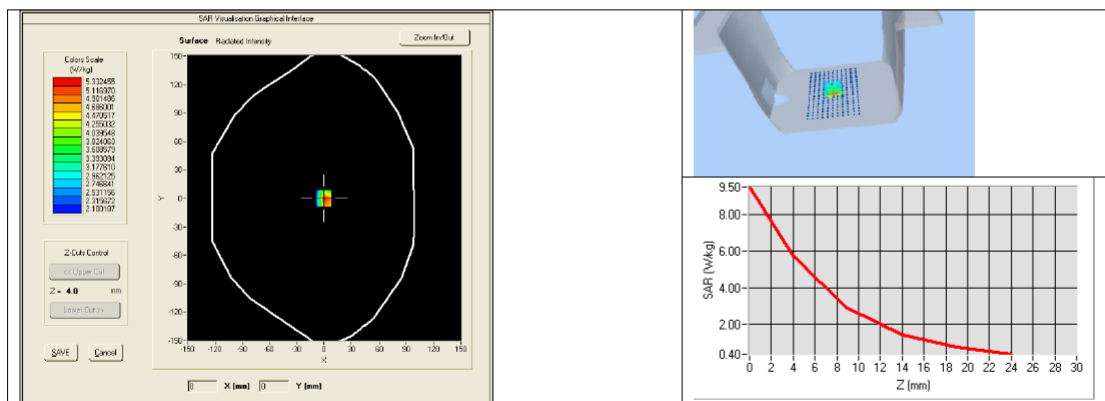 SAR Visualisation Graphical Interface
Surface Radiated Intensity
Zoom In/Out
Colors Scale
(W/kg)
5.332455
5.116970
4.901486
4.686001
4.470517
4.255032
4.039548
3.824063
3.608579
3.393094
3.177610
2.962125
2.746641
2.531156
2.315672
2.100187
150
120
90
60
30
0
-30
-60
-90
-120
-150
Y
-150 -120 -90 -60 -30 0 30 60 90 120 150
X
Z-Cuts Control
<< Upper Cut
Z = 4.0 mm
Lower Cut >>
SAVE Cancel
0 X (mm) 0 Y (mm)
9.50
8.00
6.00
4.00
2.00
0.40
SAR (W/kg)
0 2 4 6 8 10 12 14 16 18 20 22 24 26 28 30
Z (mm)